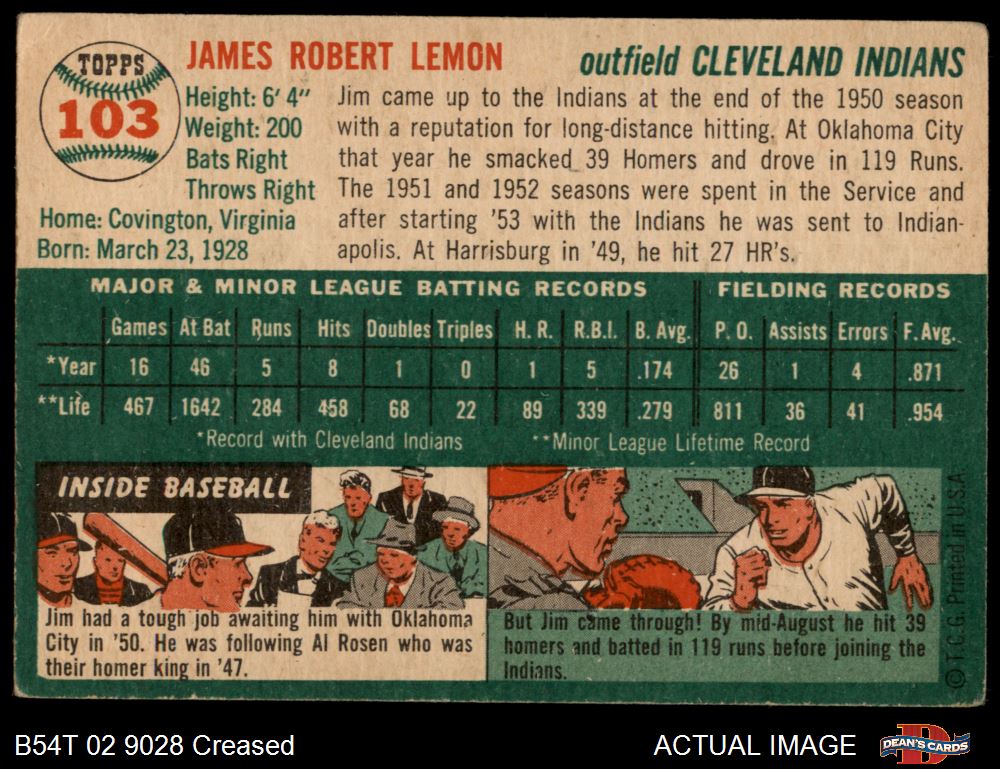 TOPPS
103
JAMES ROBERT LEMON
outfield CLEVELAND INDIANS
Height: 6' 4"
Weight: 200
Bats Right
Throws Right
Home: Covington, Virginia
Born: March 23, 1928
Jim came up to the Indians at the end of the 1950 season
with a reputation for long-distance hitting. At Oklahoma City
that year he smacked 39 Homers and drove in 119 Runs.
The 1951 and 1952 seasons were spent in the Service and
after starting '53 with the Indians he was sent to Indian-
apolis. At Harrisburg in '49, he hit 27 HR's.
MAJOR & MINOR LEAGUE BATTING RECORDS FIELDING RECORDS
Games At Bat Runs Hits Doubles Triples H. R. R.B.I. B. Avg. P. O. Assists Errors F. Avg.
*Year 16 46 5 8 1 0 1 5 .174 26 1 4 .871
**Life 467 1642 284 458 68 22 89 339 .279 811 36 41 .954
*Record with Cleveland Indians **Minor League Lifetime Record
INSIDE BASEBALL
Jim had a tough job awaiting him with Oklahoma
City in '50. He was following Al Rosen who was
their homer king in '47.
But Jim came through! By mid-August he hit 39
homers and batted in 119 runs before joining the
Indians.
© T.C.G. Printed in U.S.A
B54T 02 9028 Creased
ACTUAL IMAGE
DEAN'S CARDS